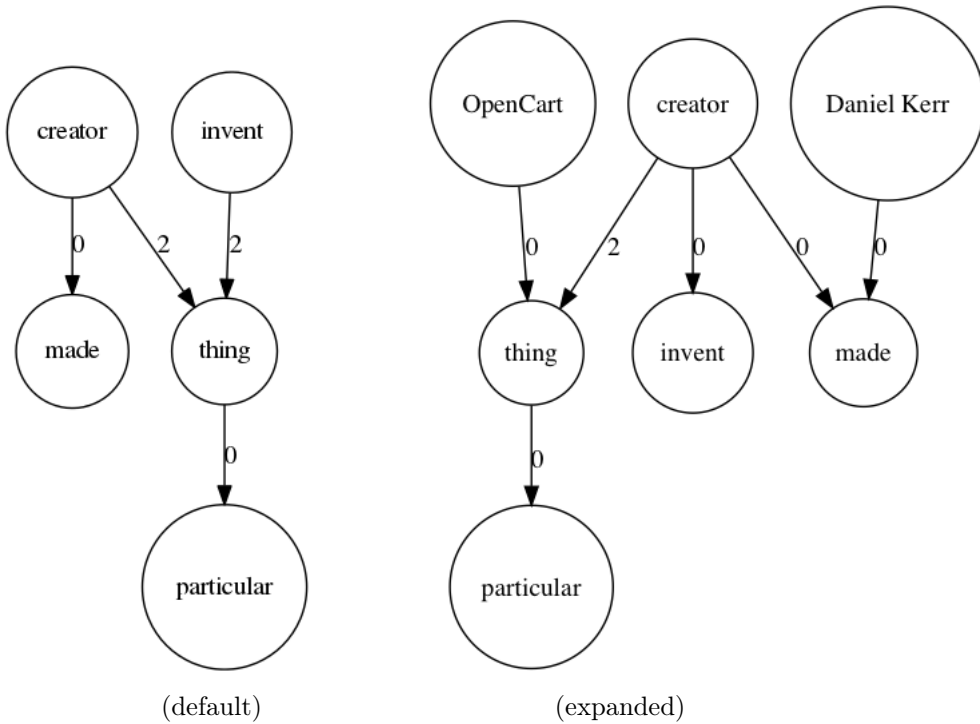 OpenCart
creator
Daniel Kerr
creator
invent
0
2
2
0
2
0
0
0
made
thing
thing
invent
made
0
0
particular
particular
(default)
(expanded)